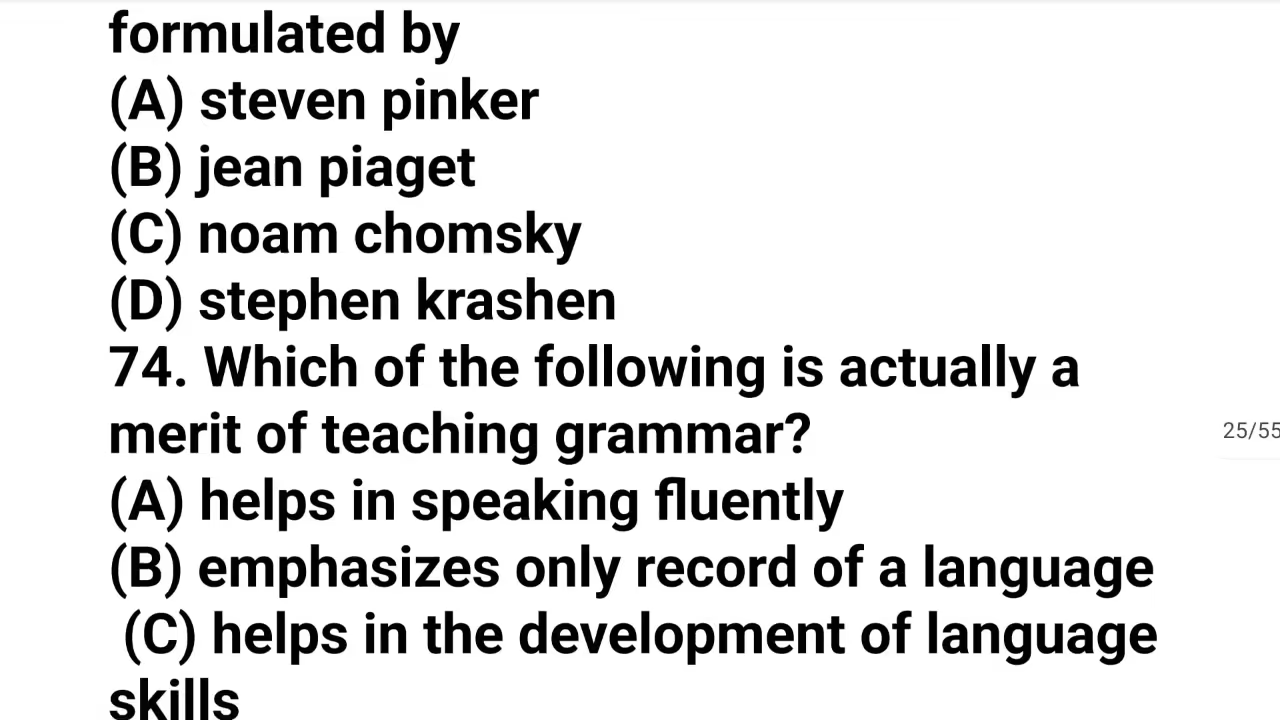 formulated by
(A) steven pinker
(B) jean piaget
(C) noam chomsky
(D) stephen krashen
74. Which of the following is actually a
merit of teaching grammar?
25/55
(A) helps in speaking fluently
(B) emphasizes only record of a language
(C) helps in the development of language
skills